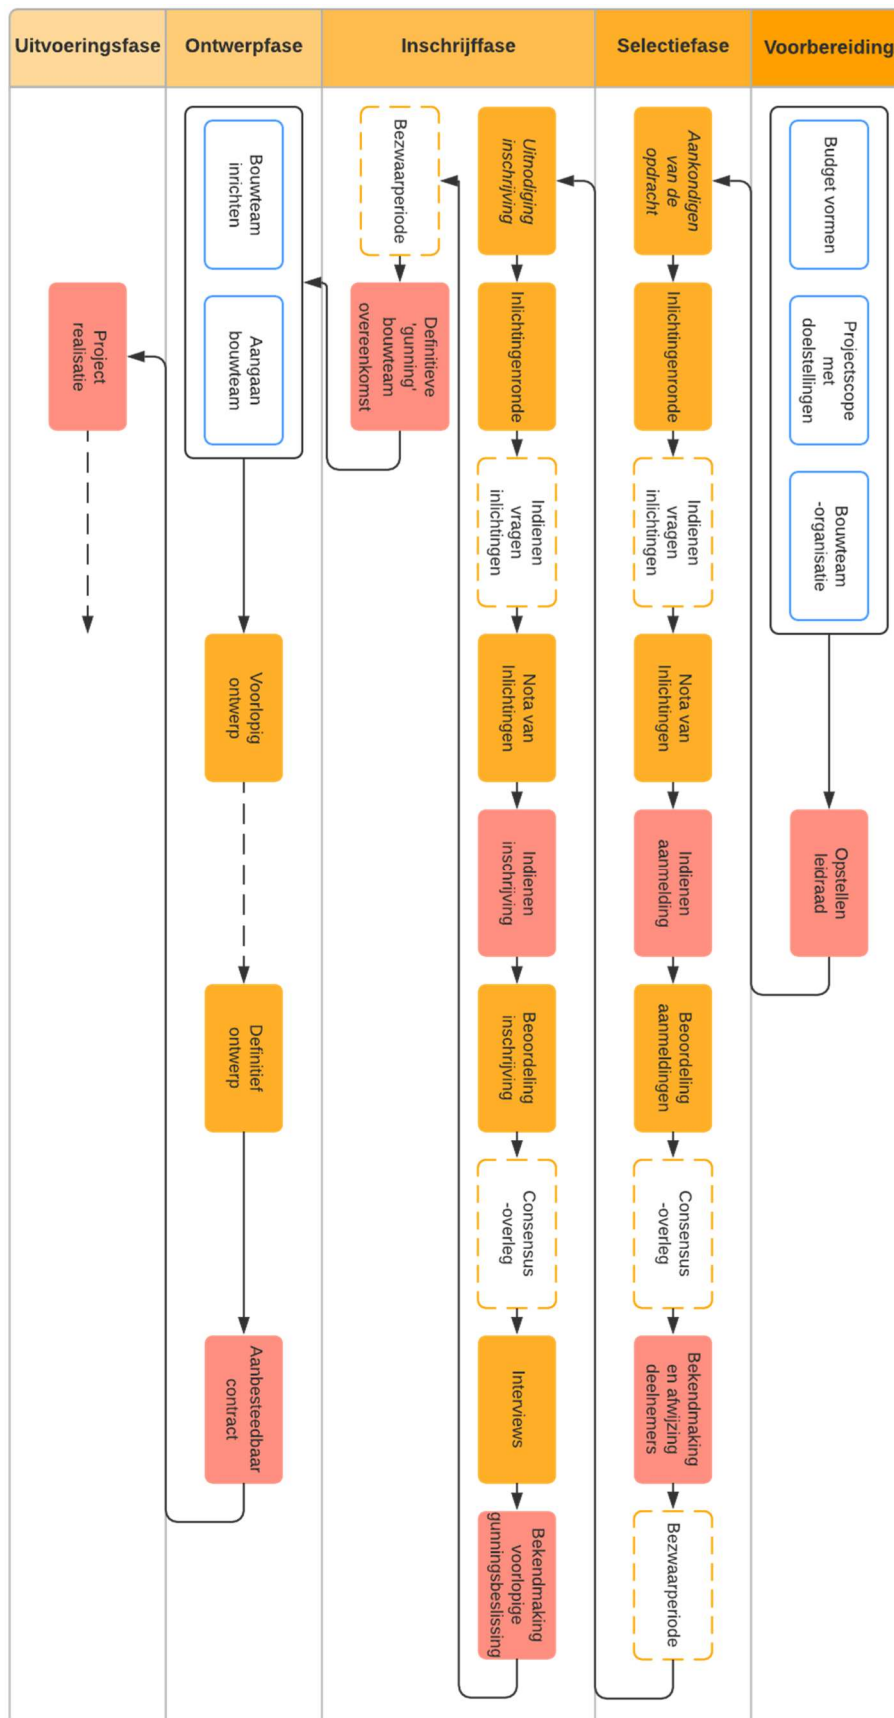 Uitvoeringsfase
Ontwerpfase
Inschrijffase
Selectiefase
Voorbereiding
Budget vormen
Projectscope
met
doelstellingen
Bouwteam
-organisatie
Opstellen
leidraad
Aankondigen
van de
opdracht
Inlichtingenronde
Indienen
vragen
inlichtingen
Nota van
Inlichtingen
Indienen
aanmelding
Beoordeling
aanmeldingen
Consensus
-overleg
Bekendmaking
en afwijzing
deelnemers
Bezwaarperiode
Uitnodiging
inschrijving
Inlichtingenronde
Indienen
vragen
inlichtingen
Nota van
Inlichtingen
Indienen
inschrijving
Beoordeling
inschrijving
Consensus
-overleg
Interviews
Bekendmaking
voorlopige
gunningsbeslissing
Bezwaarperiode
Definitieve
'gunning'
bouwteam
overeenkomst
Bouwteam
inrichten
Aangaan
bouwteam
Voorlopig
ontwerp
Definitief
ontwerp
Aanbesteedbaar
contract
Project
realisatie